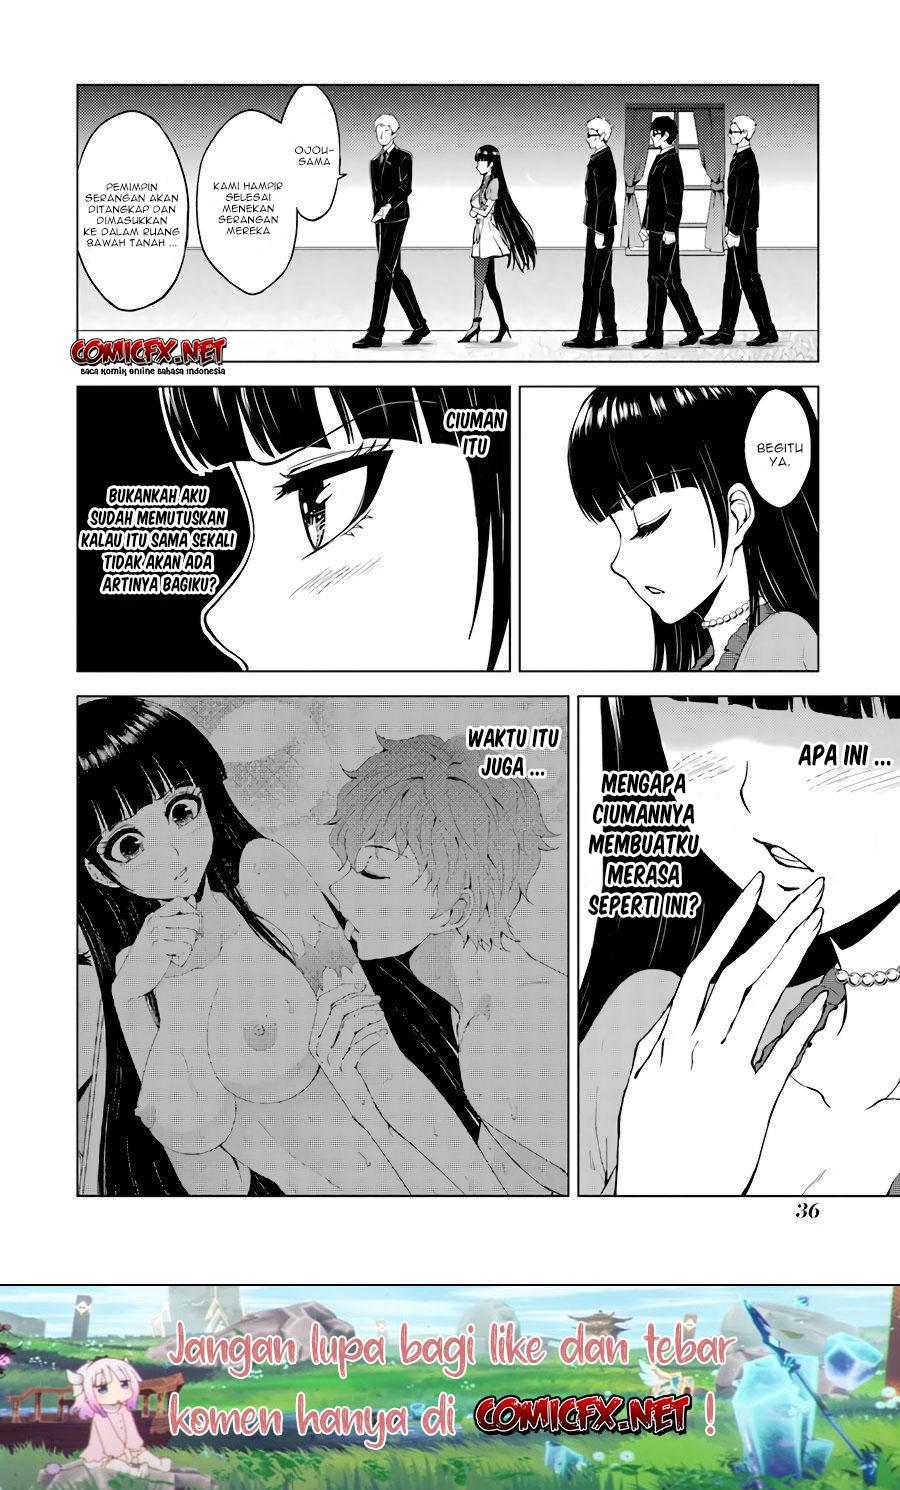 OJOU-
SAMA
KAMI HAMPIR
SELESAI
MENEKAN
SERANGAN
MEREKA
PEMIMPIN
SERANGAN AKAN
DITANGKAP DAN
DIMASUKKAN
KE DALAM RUANG
BAWAH TANAH ...
COMICFX.NET
Baca Komik online Bahasa Indonesia
BEGITU
YA.
CIUMAN
ITU
BUKANKAH AKU
SUDAH MEMUTUSKAN
KALAU ITU SAMA SEKALI
TIDAK AKAN ADA
ARTINYA BAGIKU?
APA INI ...
MENGAPA
CIUMANNYA
MEMBUATKU
MERASA
SEPERTI INI?
WAKTU ITU
JUGA ...
36
Jangan lupa bagi like dan tebar
komen hanya di COMICFX.NET !